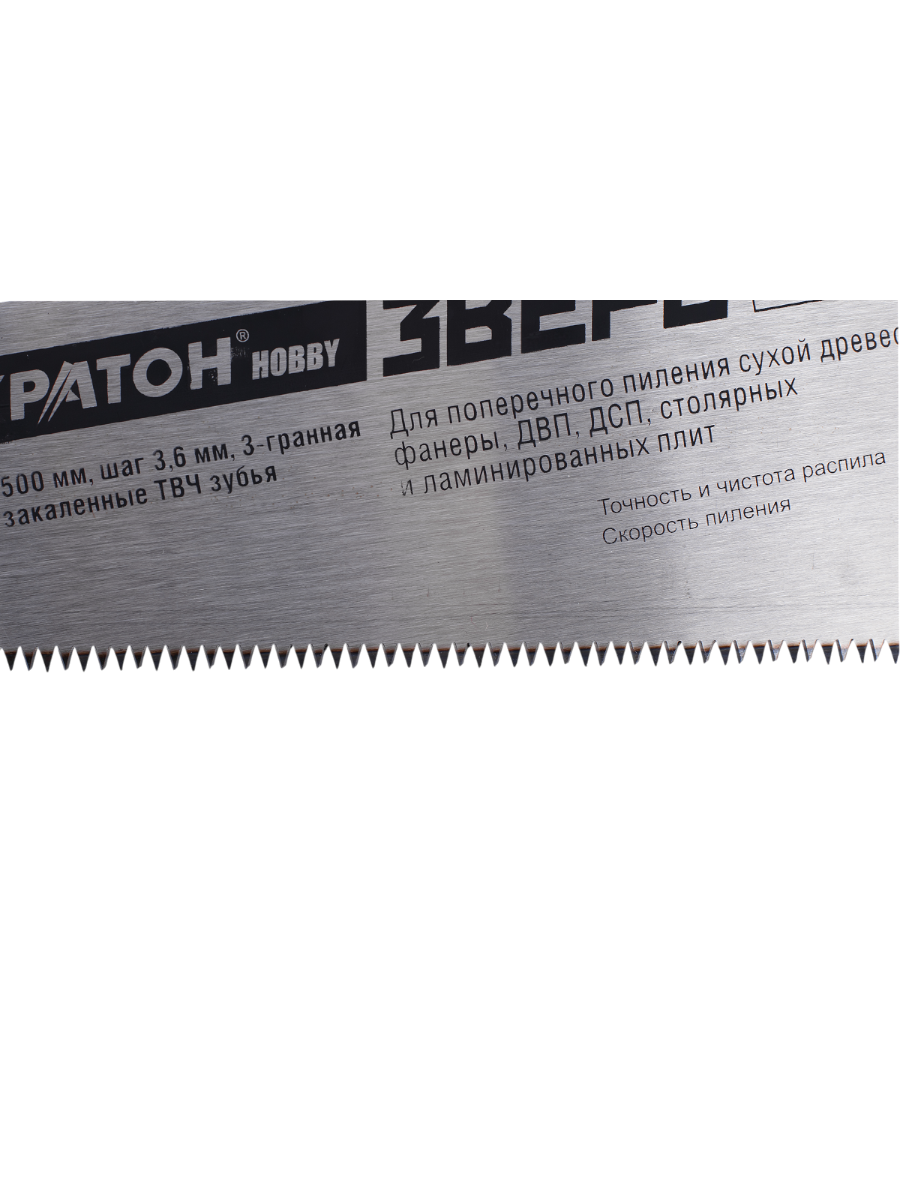 КРАТОН® HOBBY
500 мм, шаг 3,6 мм, 3-гранная
закаленные ТВЧ зубья
ЗВЕРЬ
Для поперечного пиления сухой древес
фанеры, ДВП, ДСП, столярных
и ламинированных плит
Точность и чистота распила
Скорость пиления